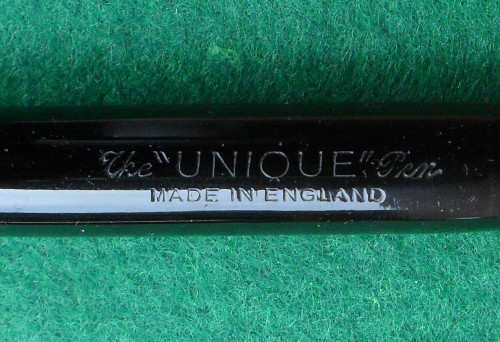 The "UNIQUE" Pen
MADE IN ENGLAND